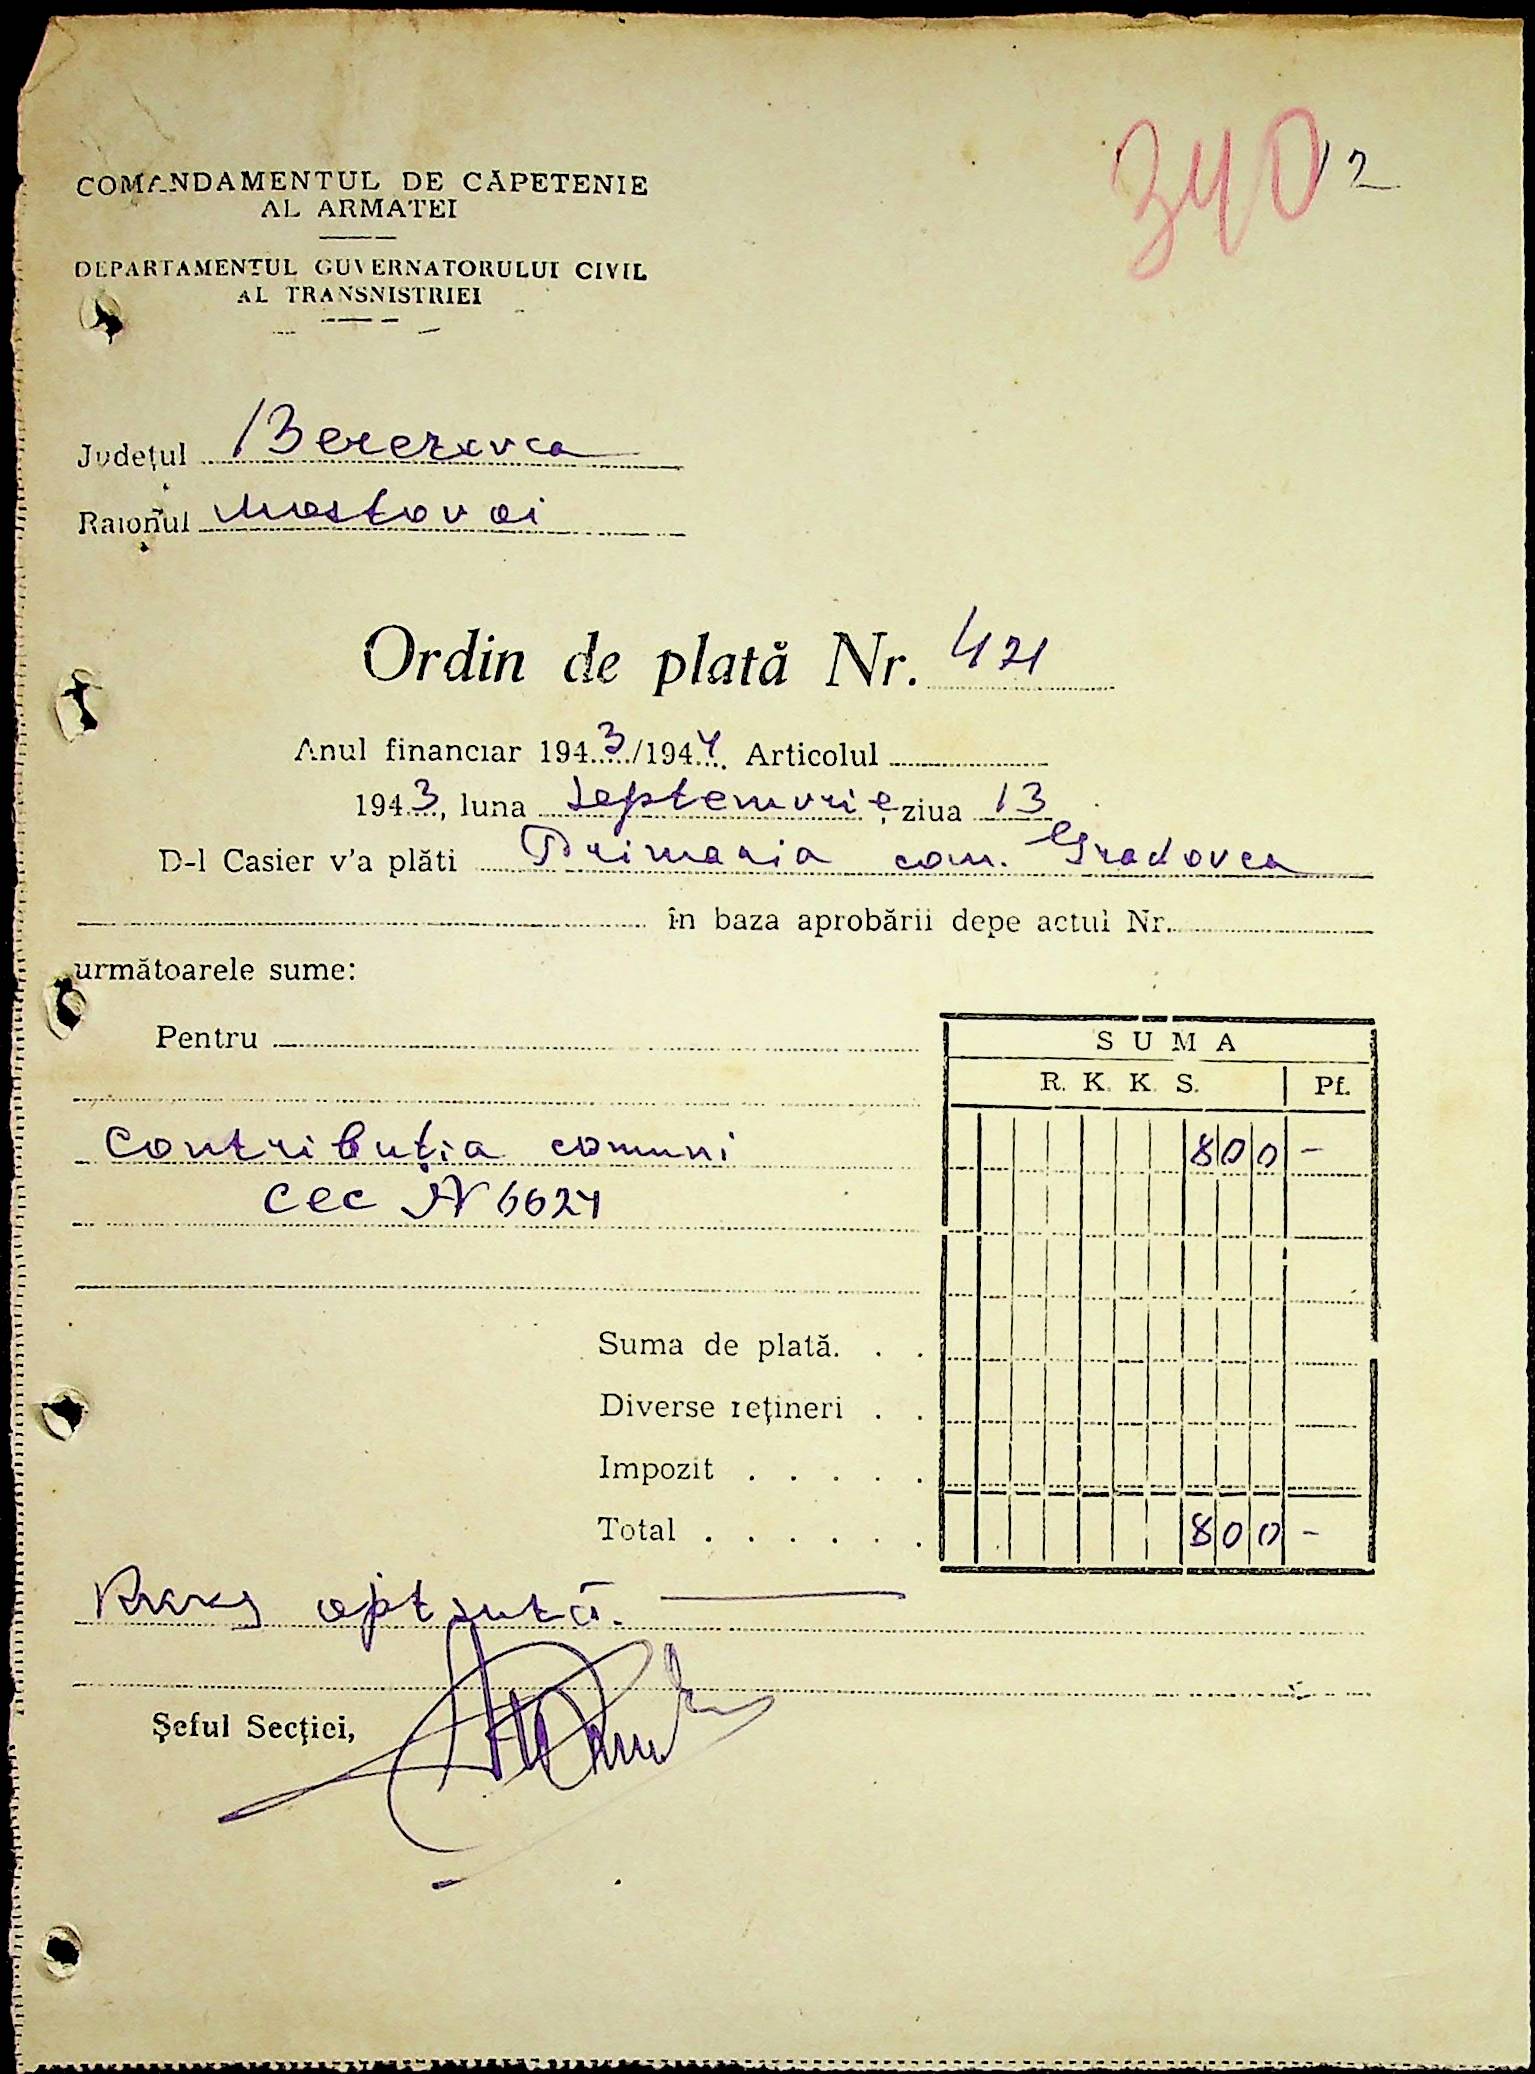 340
12
COMANDAMENTUL DE CĂPETENIE
AL ARMATEI
DEPARTAMENTUL GUVERNATORULUI CIVIL
AL TRANSNISTRIEI
Județul Berezovca
Raionul Mostovoi
Ordin de plată Nr. 421
Anul financiar 1943/1944. Articolul
1943, luna Septemvrie, ziua 13
D-l Casier v'a plăti Primaria com. Gradovca
în baza aprobării depe actul Nr.
următoarele sume:
Pentru
SUMA
R. K. K. S. Pf.
Contribuția comuni 800 -
Cec N 6624
Suma de plată. . .
Diverse rețineri . .
Impozit . . . . .
Total . . . . . . 800 -
optsută.
Șeful Secției,